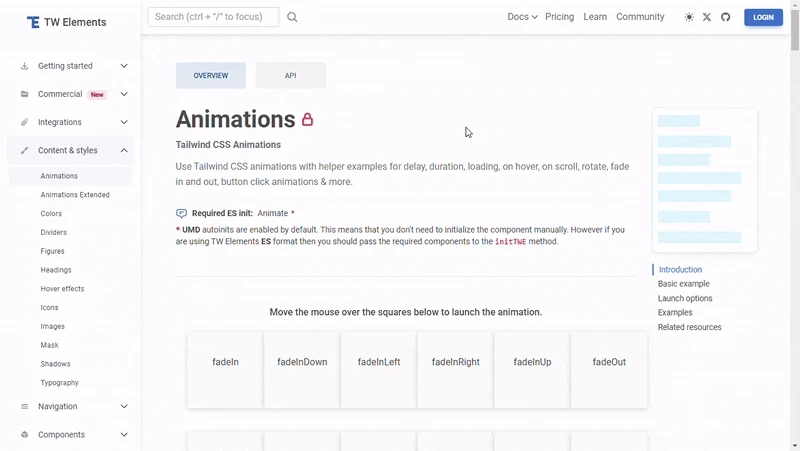 TW Elements
Search (ctrl + "/" to focus)
Docs
Pricing
Learn
Community
LOGIN
Getting started
Commercial
New
Integrations
Content & styles
Animations
Animations Extended
Colors
Dividers
Figures
Headings
Hover effects
Icons
Images
Mask
Shadows
Typography
Navigation
Components
OVERVIEW
API
Animations
Tailwind CSS Animations
Use Tailwind CSS animations with helper examples for delay, duration, loading, on hover, on scroll, rotate, fade
in and out, button click animations & more.
Required ES init: Animate *
* UMD autoinits are enabled by default. This means that you don't need to initialize the component manually. However if you
are using TW Elements ES format then you should pass the required components to the initTWE method.
Move the mouse over the squares below to launch the animation.
fadeIn
fadeInDown
fadeInLeft
fadeInRight
fadeInUp
fadeOut
Introduction
Basic example
Launch options
Examples
Related resources